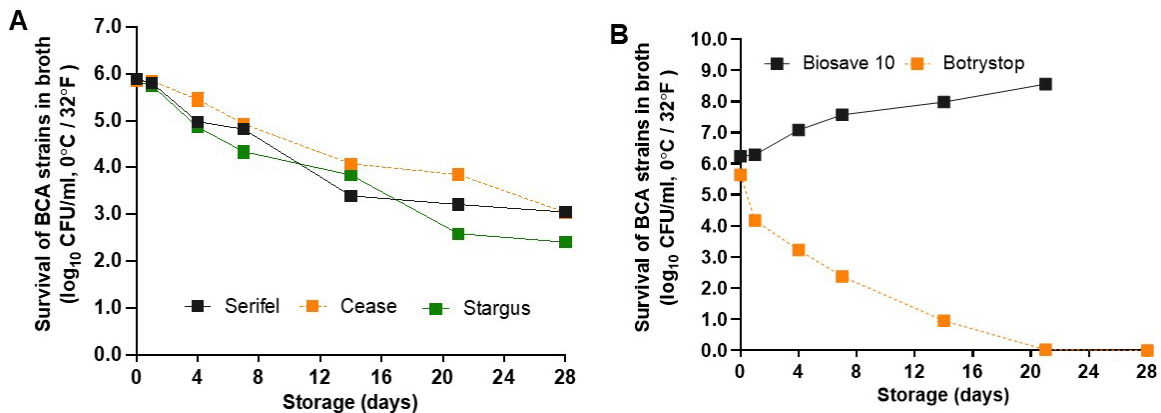 A
Survival of BCA strains in broth
(log10 CFU/ml, 0°C / 32°F )
7.0
6.0
5.0
4.0
3.0
2.0
1.0
0.0
Serifel Cease Stargus
0 4 8 12 16 20 24 28
Storage (days)
B
Survival of BCA strains in broth
(log10 CFU/ml, 0°C / 32°F )
10.0
9.0
8.0
7.0
6.0
5.0
4.0
3.0
2.0
1.0
0.0
Biosave 10 Botrystop
0 4 8 12 16 20 24 28
Storage (days)